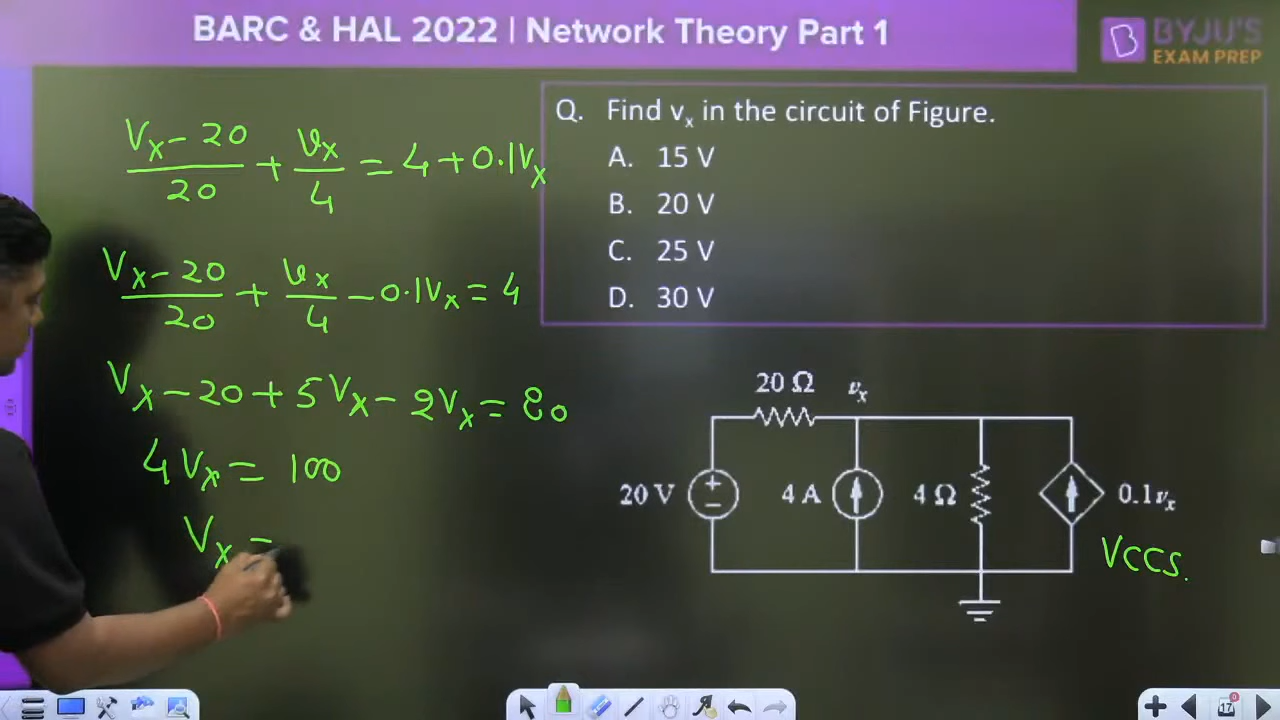 BARC & HAL 2022 | Network Theory Part 1
BYJU'S
EXAM PREP
Vx - 20 / 20 + vx / 4 = 4 + 0.1Vx
Vx - 20 / 20 + vx / 4 - 0.1Vx = 4
Vx - 20 + 5Vx - 2Vx = 80
4Vx = 100
Vx =
Q. Find vx in the circuit of Figure.
A. 15 V
B. 20 V
C. 25 V
D. 30 V
20 Ω
vx
20 V
+
−
4 A
4 Ω
0.1vx
VCCS.
17